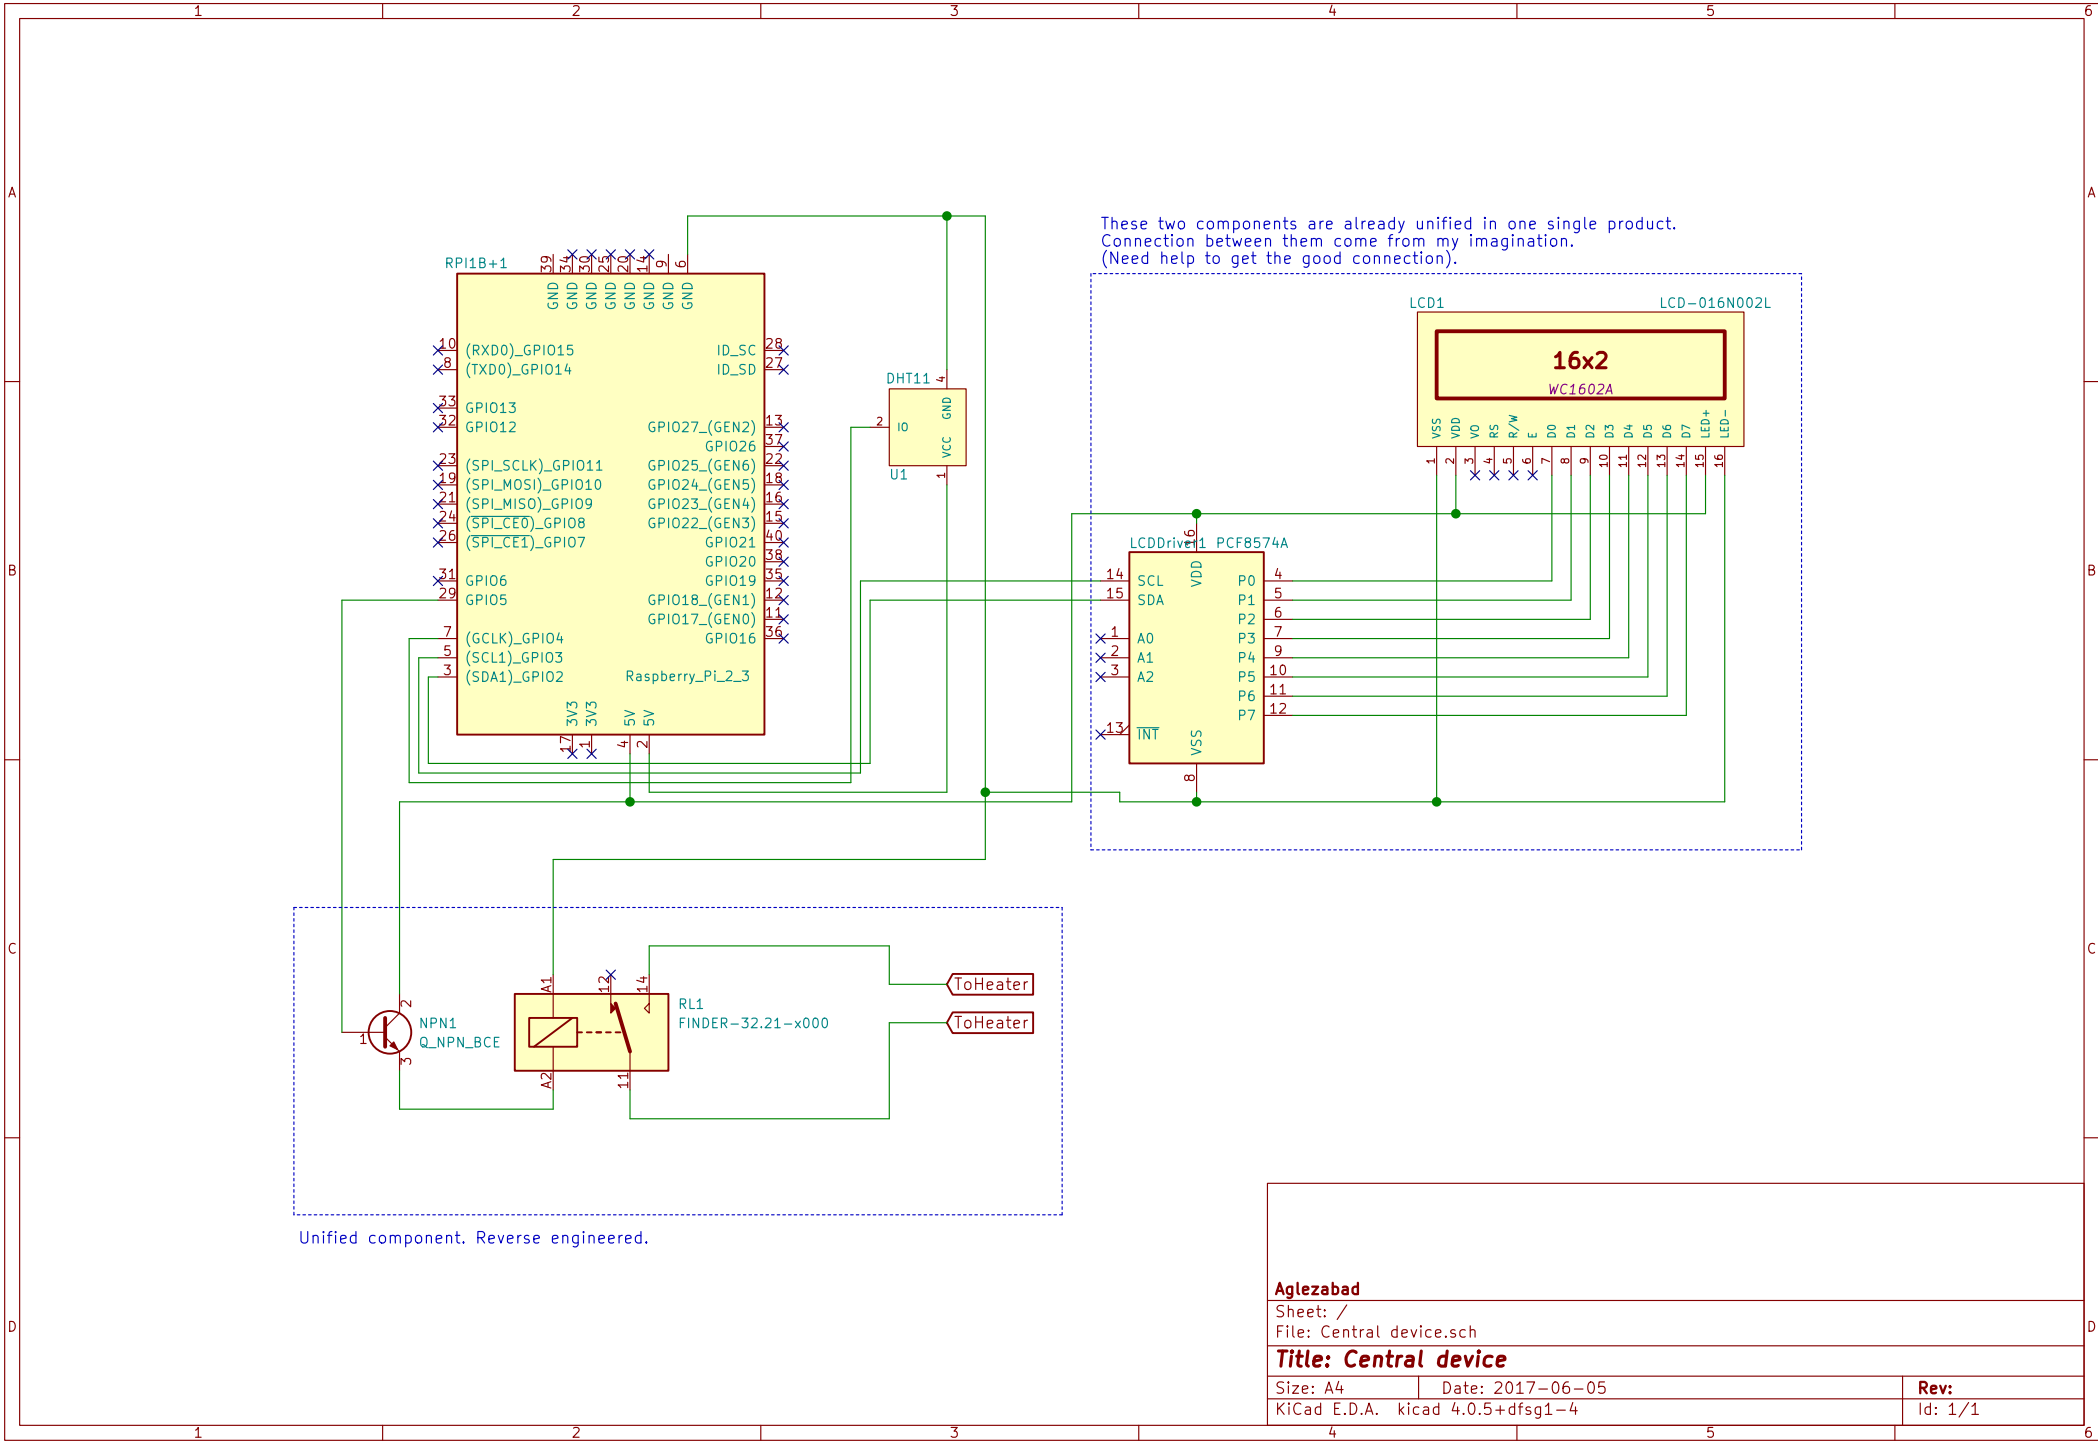 1 2 3 4 5 6
A A
B B
C C
D D
These two components are already unified in one single product.
Connection between them come from my imagination.
(Need help to get the good connection).
RPI1B+1
39 34 30 25 20 14 9 6
GND GND GND GND GND GND GND GND
10 (RXD0)_GPIO15
8 (TXD0)_GPIO14
33 GPIO13
32 GPIO12
23 (SPI_SCLK)_GPIO11
19 (SPI_MOSI)_GPIO10
21 (SPI_MISO)_GPIO9
24 (SPI_CE0)_GPIO8
26 (SPI_CE1)_GPIO7
31 GPIO6
29 GPIO5
7 (GCLK)_GPIO4
5 (SCL1)_GPIO3
3 (SDA1)_GPIO2
ID_SC 28
ID_SD 27
GPIO27_(GEN2) 13
GPIO26 37
GPIO25_(GEN6) 22
GPIO24_(GEN5) 18
GPIO23_(GEN4) 16
GPIO22_(GEN3) 15
GPIO21 40
GPIO20 38
GPIO19 35
GPIO18_(GEN1) 12
GPIO17_(GEN0) 11
GPIO16 36
Raspberry_Pi_2_3
3V3 3V3 5V 5V
17 1 4 2
DHT11
4
GND
2 IO
VCC
U1
1
LCD1
LCD-016N002L
16x2
WC1602A
VSS VDD VO RS R/W E D0 D1 D2 D3 D4 D5 D6 D7 LED+ LED-
1 2 3 4 5 6 7 8 9 10 11 12 13 14 15 16
LCDDriver1 PCF8574A
16
VDD
14 SCL
15 SDA
1 A0
2 A1
3 A2
13 INT
P0 4
P1 5
P2 6
P3 7
P4 9
P5 10
P6 11
P7 12
VSS
8
2
1
3
NPN1
Q_NPN_BCE
A1 12 14
A2 11
RL1
FINDER-32.21-x000
ToHeater
ToHeater
Unified component. Reverse engineered.
Aglezabad
Sheet: /
File: Central device.sch
Title: Central device
Size: A4 Date: 2017-06-05 Rev:
KiCad E.D.A. kicad 4.0.5+dfsg1-4 Id: 1/1
1 2 3 4 5 6